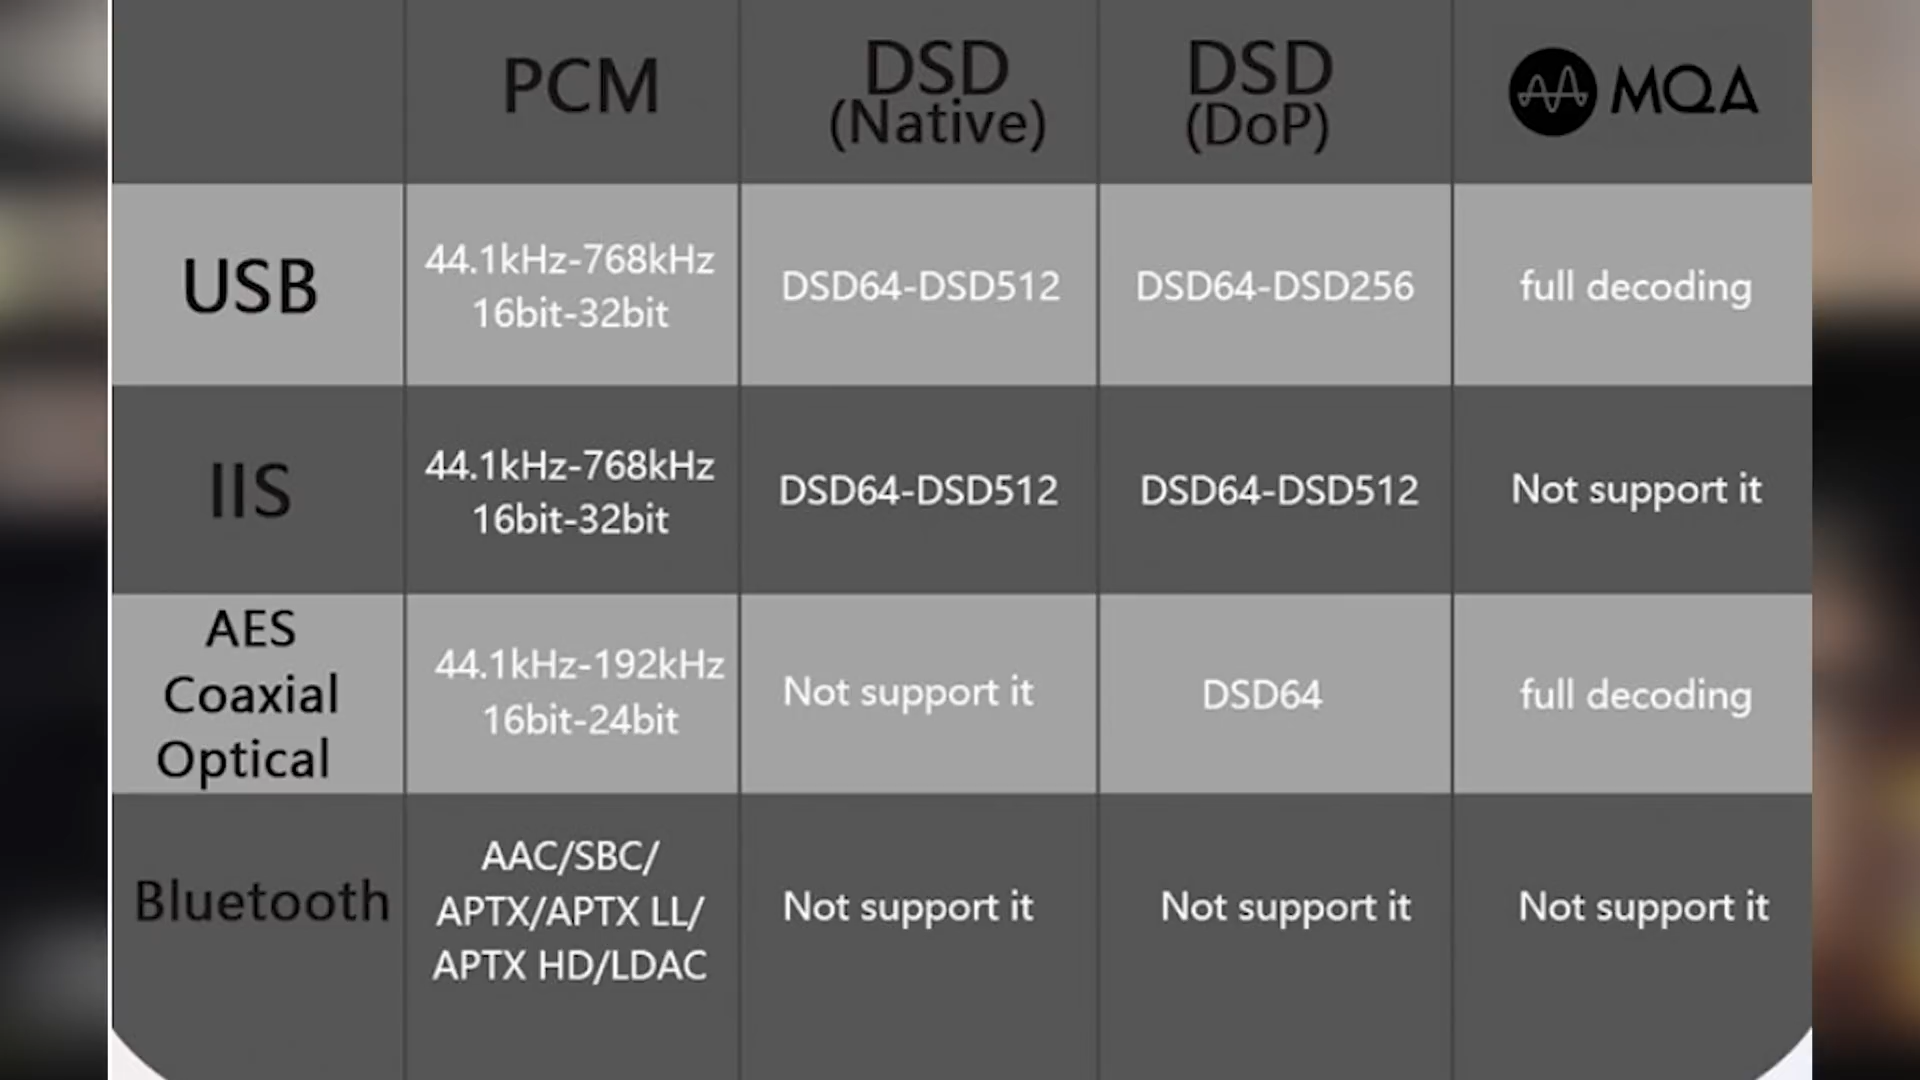 PCM
DSD
(Native)
DSD
(DoP)
MQA
USB
44.1kHz-768kHz
16bit-32bit
DSD64-DSD512
DSD64-DSD256
full decoding
IIS
44.1kHz-768kHz
16bit-32bit
DSD64-DSD512
DSD64-DSD512
Not support it
AES
Coaxial
Optical
44.1kHz-192kHz
16bit-24bit
Not support it
DSD64
full decoding
Bluetooth
AAC/SBC/
APTX/APTX LL/
APTX HD/LDAC
Not support it
Not support it
Not support it